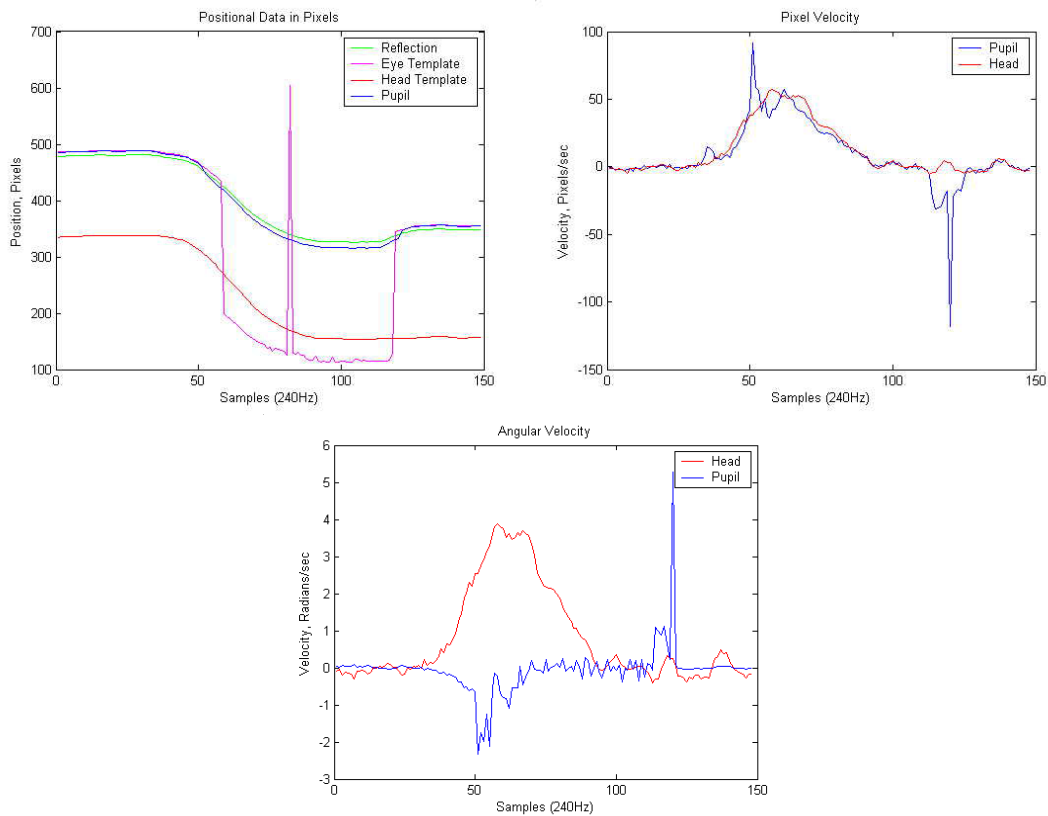 Positional Data in Pixels
700
600
500
400
300
200
100
0
50
100
150
Position, Pixels
Samples (240Hz)
Reflection
Eye Template
Head Template
Pupil
Pixel Velocity
100
50
0
-50
-100
-150
0
50
100
150
Velocity, Pixels/sec
Samples (240Hz)
Pupil
Head
Angular Velocity
6
5
4
3
2
1
0
-1
-2
-3
0
50
100
150
Velocity, Radians/sec
Samples (240Hz)
Head
Pupil